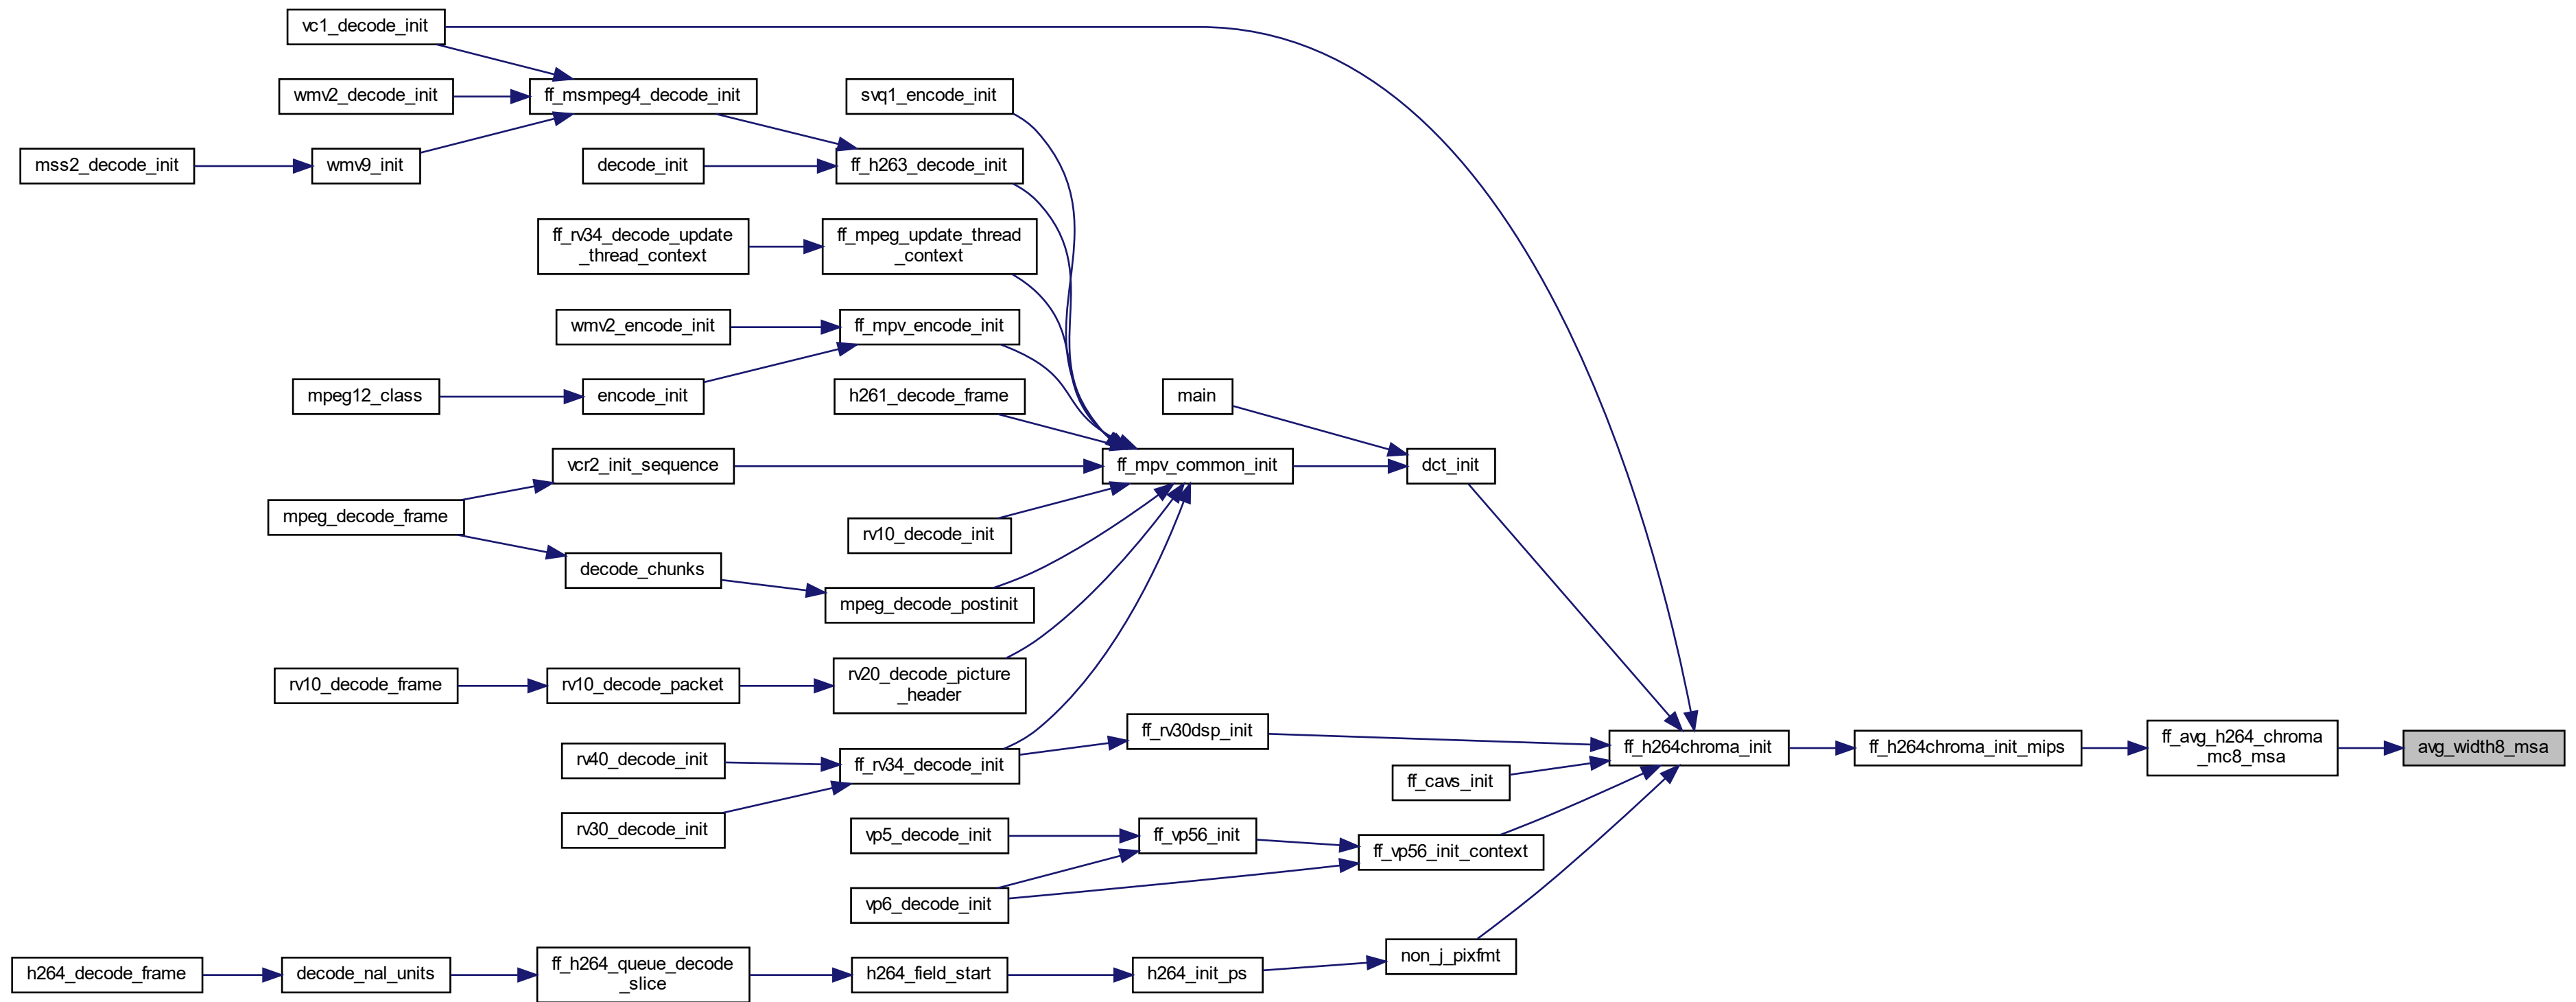 vc1_decode_init
wmv2_decode_init
ff_msmpeg4_decode_init
svq1_encode_init
mss2_decode_init
wmv9_init
decode_init
ff_h263_decode_init
ff_rv34_decode_update
_thread_context
ff_mpeg_update_thread
_context
wmv2_encode_init
ff_mpv_encode_init
mpeg12_class
encode_init
h261_decode_frame
main
vcr2_init_sequence
ff_mpv_common_init
dct_init
mpeg_decode_frame
rv10_decode_init
decode_chunks
mpeg_decode_postinit
rv10_decode_frame
rv10_decode_packet
rv20_decode_picture
_header
ff_rv30dsp_init
rv40_decode_init
ff_rv34_decode_init
ff_h264chroma_init
ff_h264chroma_init_mips
ff_avg_h264_chroma
_mc8_msa
avg_width8_msa
ff_cavs_init
rv30_decode_init
vp5_decode_init
ff_vp56_init
ff_vp56_init_context
vp6_decode_init
non_j_pixfmt
h264_decode_frame
decode_nal_units
ff_h264_queue_decode
_slice
h264_field_start
h264_init_ps